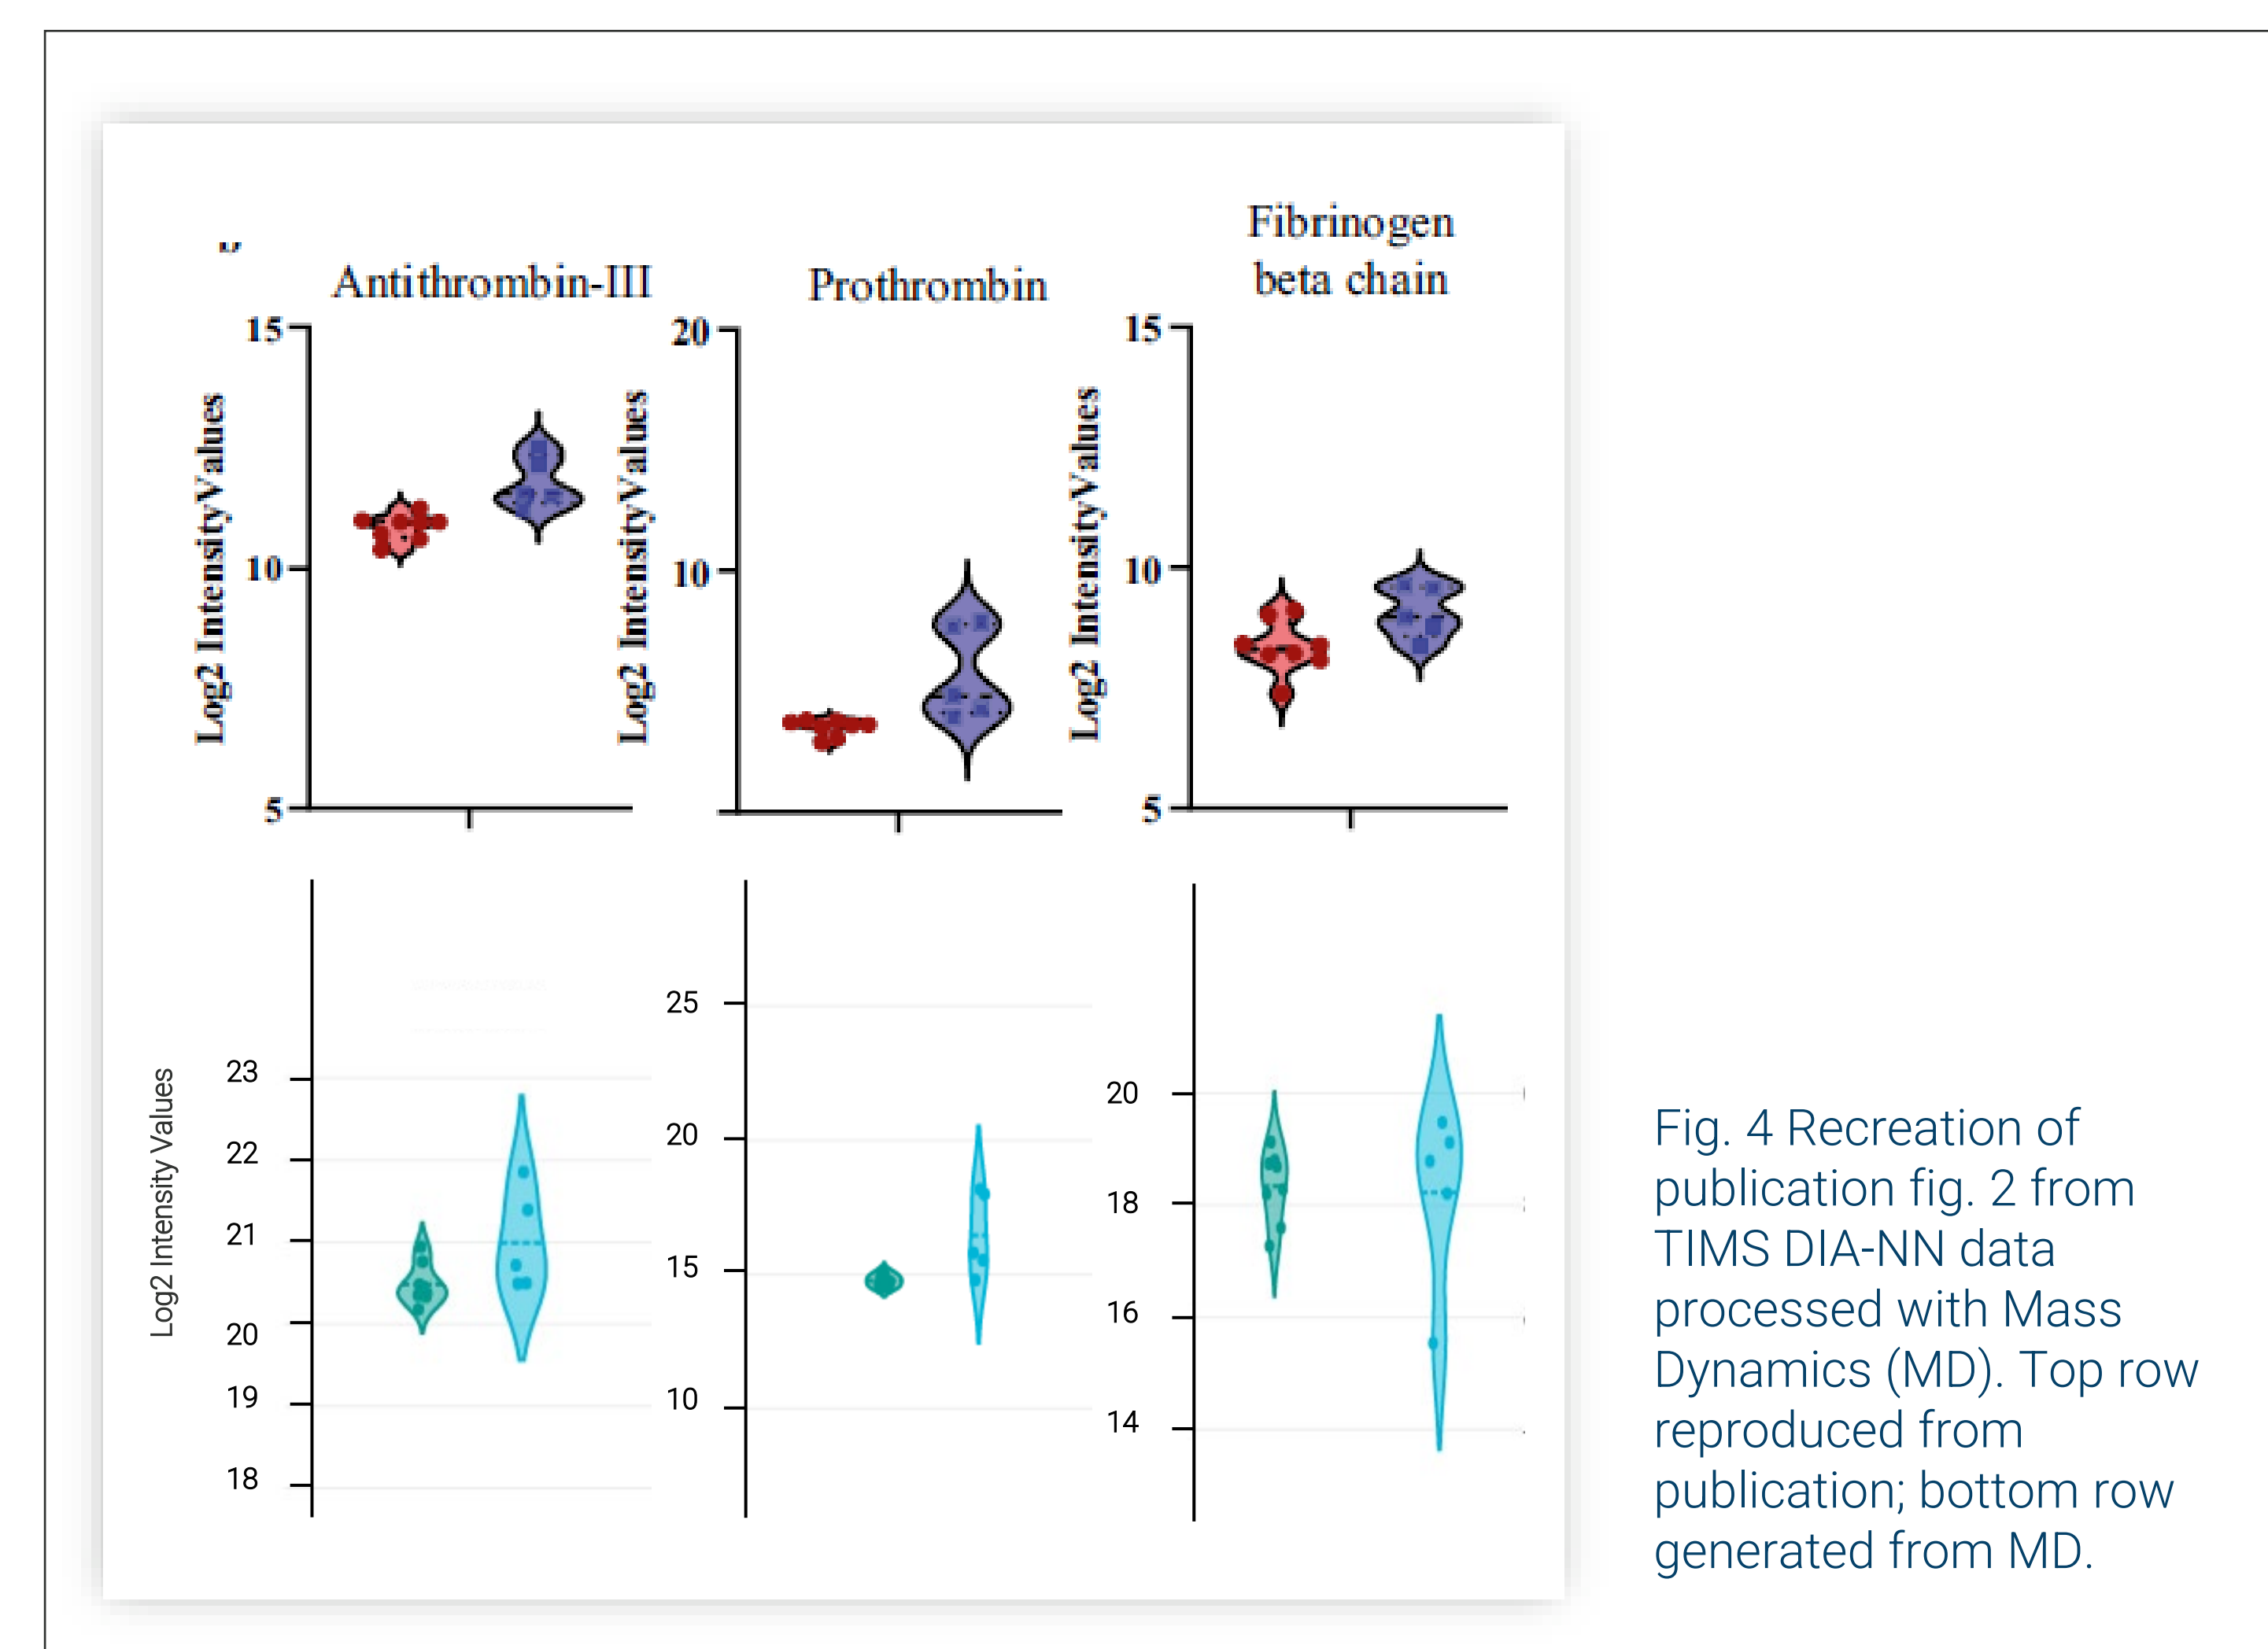 Antithrombin-III
Prothrombin
Fibrinogen
beta chain
Log2 IntensityValues
15
10
5
Log2 IntensityValues
20
10
Log2 IntensityValues
15
10
5
Log2 Intensity Values
23
22
21
20
19
18
25
20
15
10
20
18
16
14
Fig. 4 Recreation of
publication fig. 2 from
TIMS DIA-NN data
processed with Mass
Dynamics (MD). Top row
reproduced from
publication; bottom row
generated from MD.